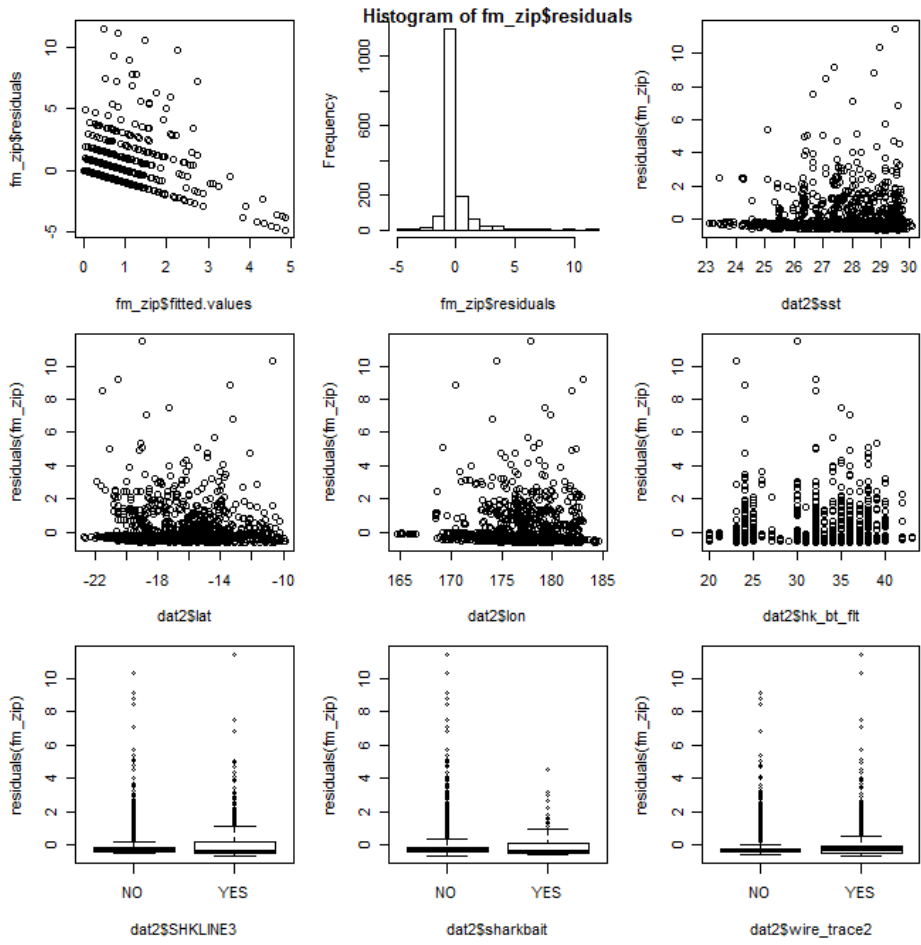 Histogram of fm_zip$residuals
fm_zip$residuals
10
5
0
-5
0 1 2 3 4 5
fm_zip$fitted.values
Frequency
1000
600
200
0
-5 0 5 10
fm_zip$residuals
residuals(fm_zip)
10
8
6
4
2
0
23 24 25 26 27 28 29 30
dat2$sst
residuals(fm_zip)
10
8
6
4
2
0
-22 -18 -14 -10
dat2$lat
residuals(fm_zip)
10
8
6
4
2
0
165 170 175 180 185
dat2$lon
residuals(fm_zip)
10
8
6
4
2
0
20 25 30 35 40
dat2$hk_bt_flt
residuals(fm_zip)
10
8
6
4
2
0
NO YES
dat2$SHKLINE3
residuals(fm_zip)
10
8
6
4
2
0
NO YES
dat2$sharkbait
residuals(fm_zip)
10
8
6
4
2
0
NO YES
dat2$wire_trace2